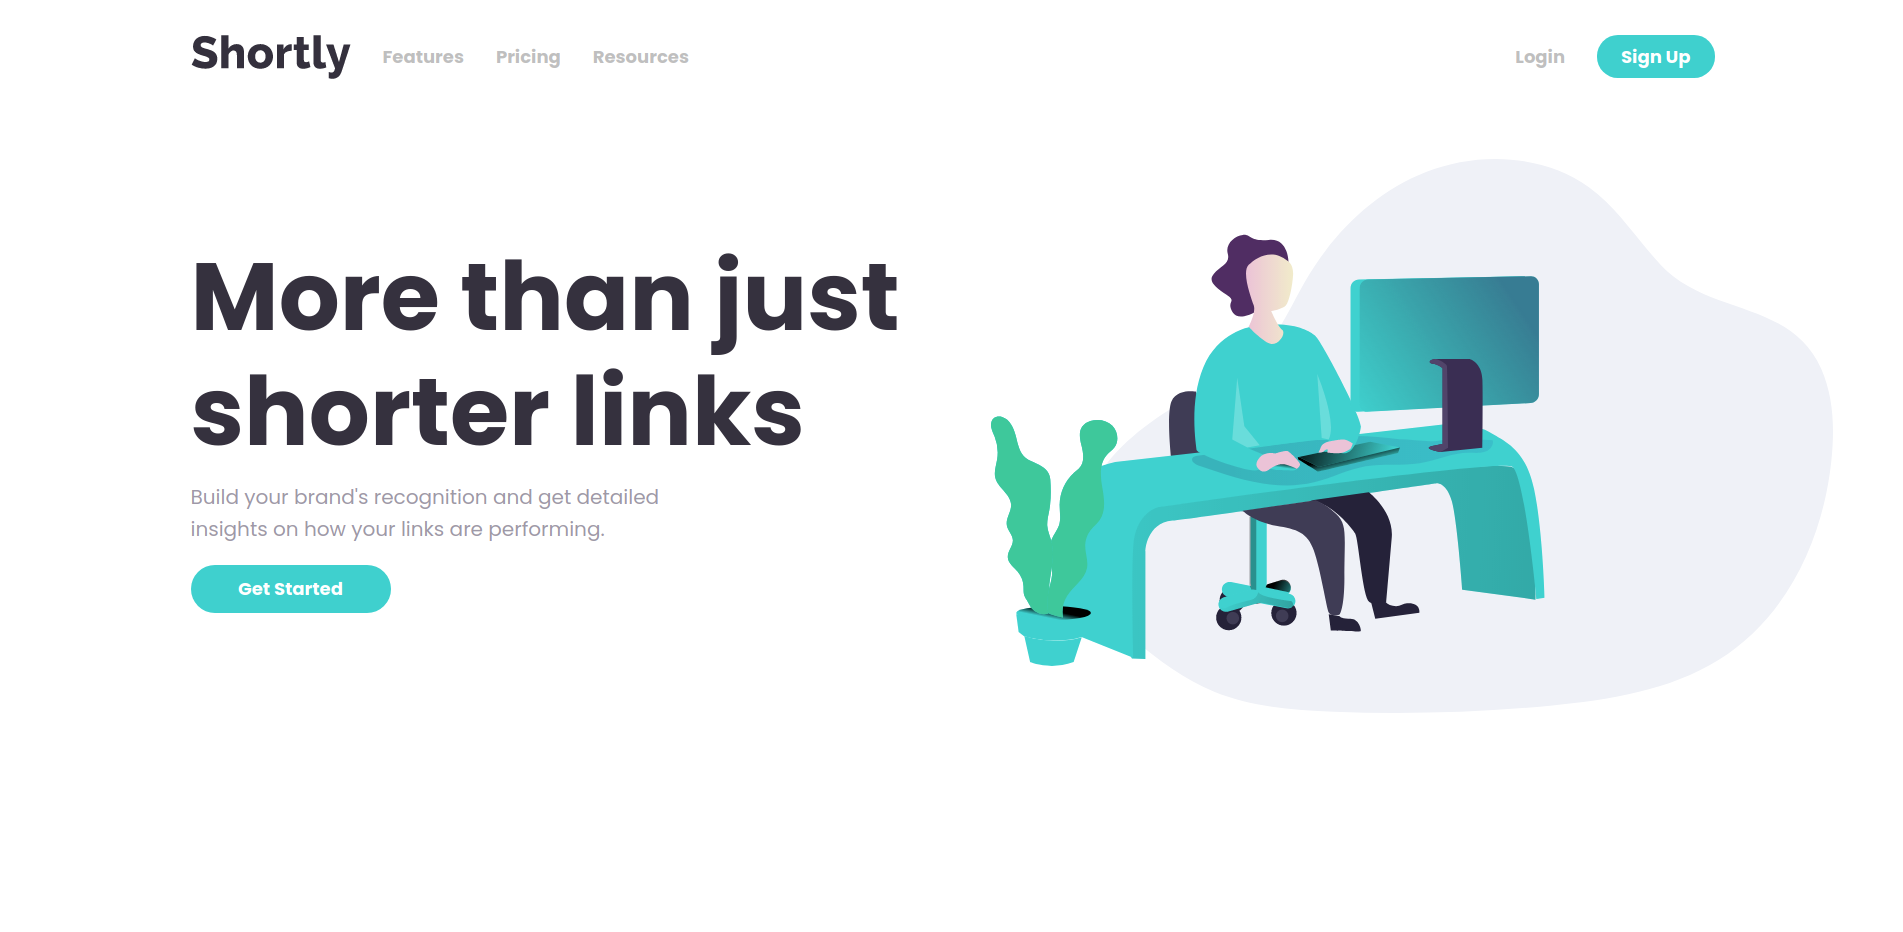 Shortly Features Pricing Resources Login Sign Up
More than just
shorter links
Build your brand's recognition and get detailed
insights on how your links are performing.
Get Started